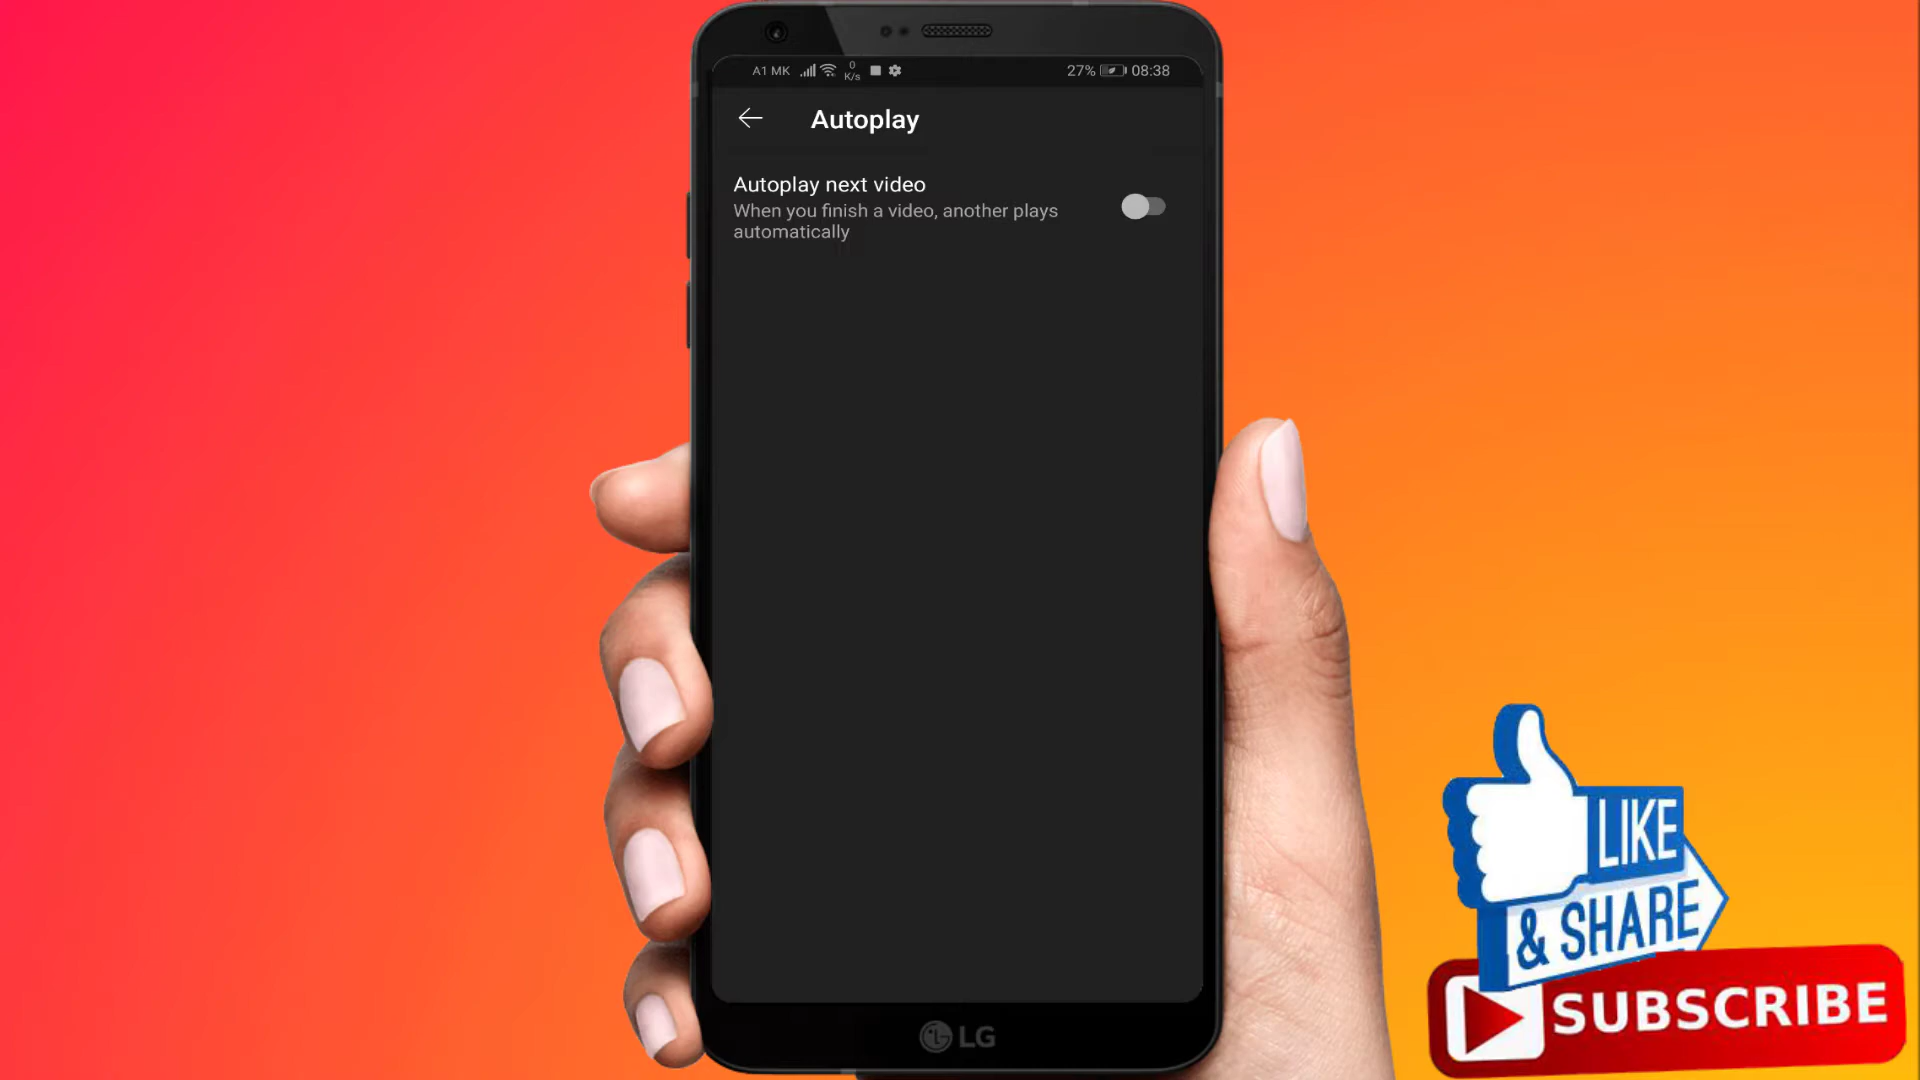 A1 MK 0 K/s 27% 08:38
Autoplay
Autoplay next video
When you finish a video, another plays
automatically
LG
LIKE
& SHARE
SUBSCRIBE